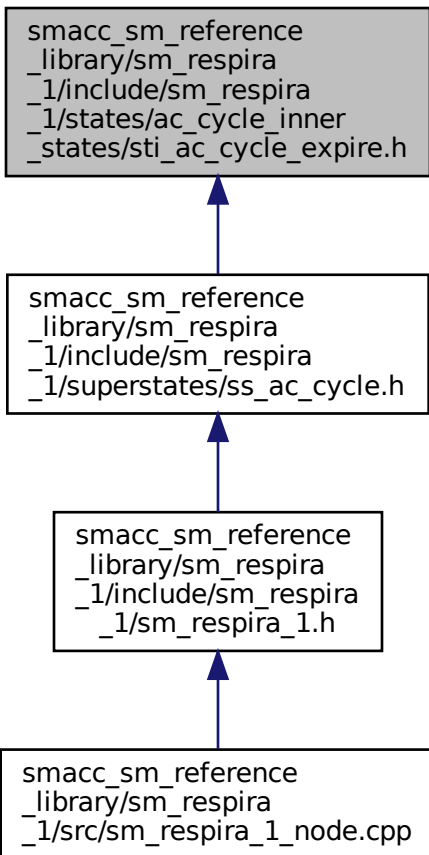 smacc_sm_reference
_library/sm_respira
_1/include/sm_respira
_1/states/ac_cycle_inner
_states/sti_ac_cycle_expire.h
smacc_sm_reference
_library/sm_respira
_1/include/sm_respira
_1/superstates/ss_ac_cycle.h
smacc_sm_reference
_library/sm_respira
_1/include/sm_respira
_1/sm_respira_1.h
smacc_sm_reference
_library/sm_respira
_1/src/sm_respira_1_node.cpp